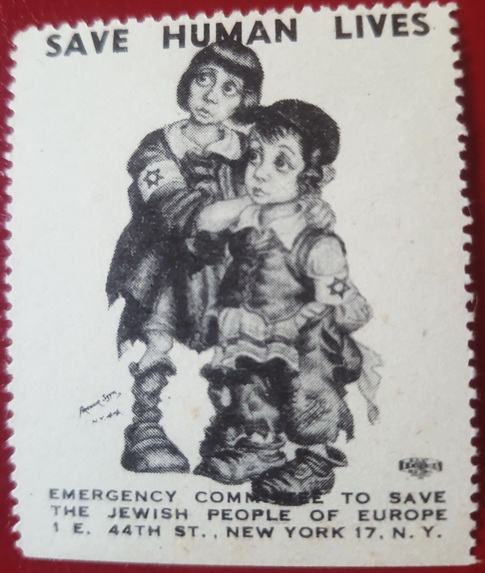 SAVE HUMAN LIVES
EMERGENCY COMMITTEE TO SAVE
THE JEWISH PEOPLE OF EUROPE
1 E. 44TH ST., NEW YORK 17, N. Y.